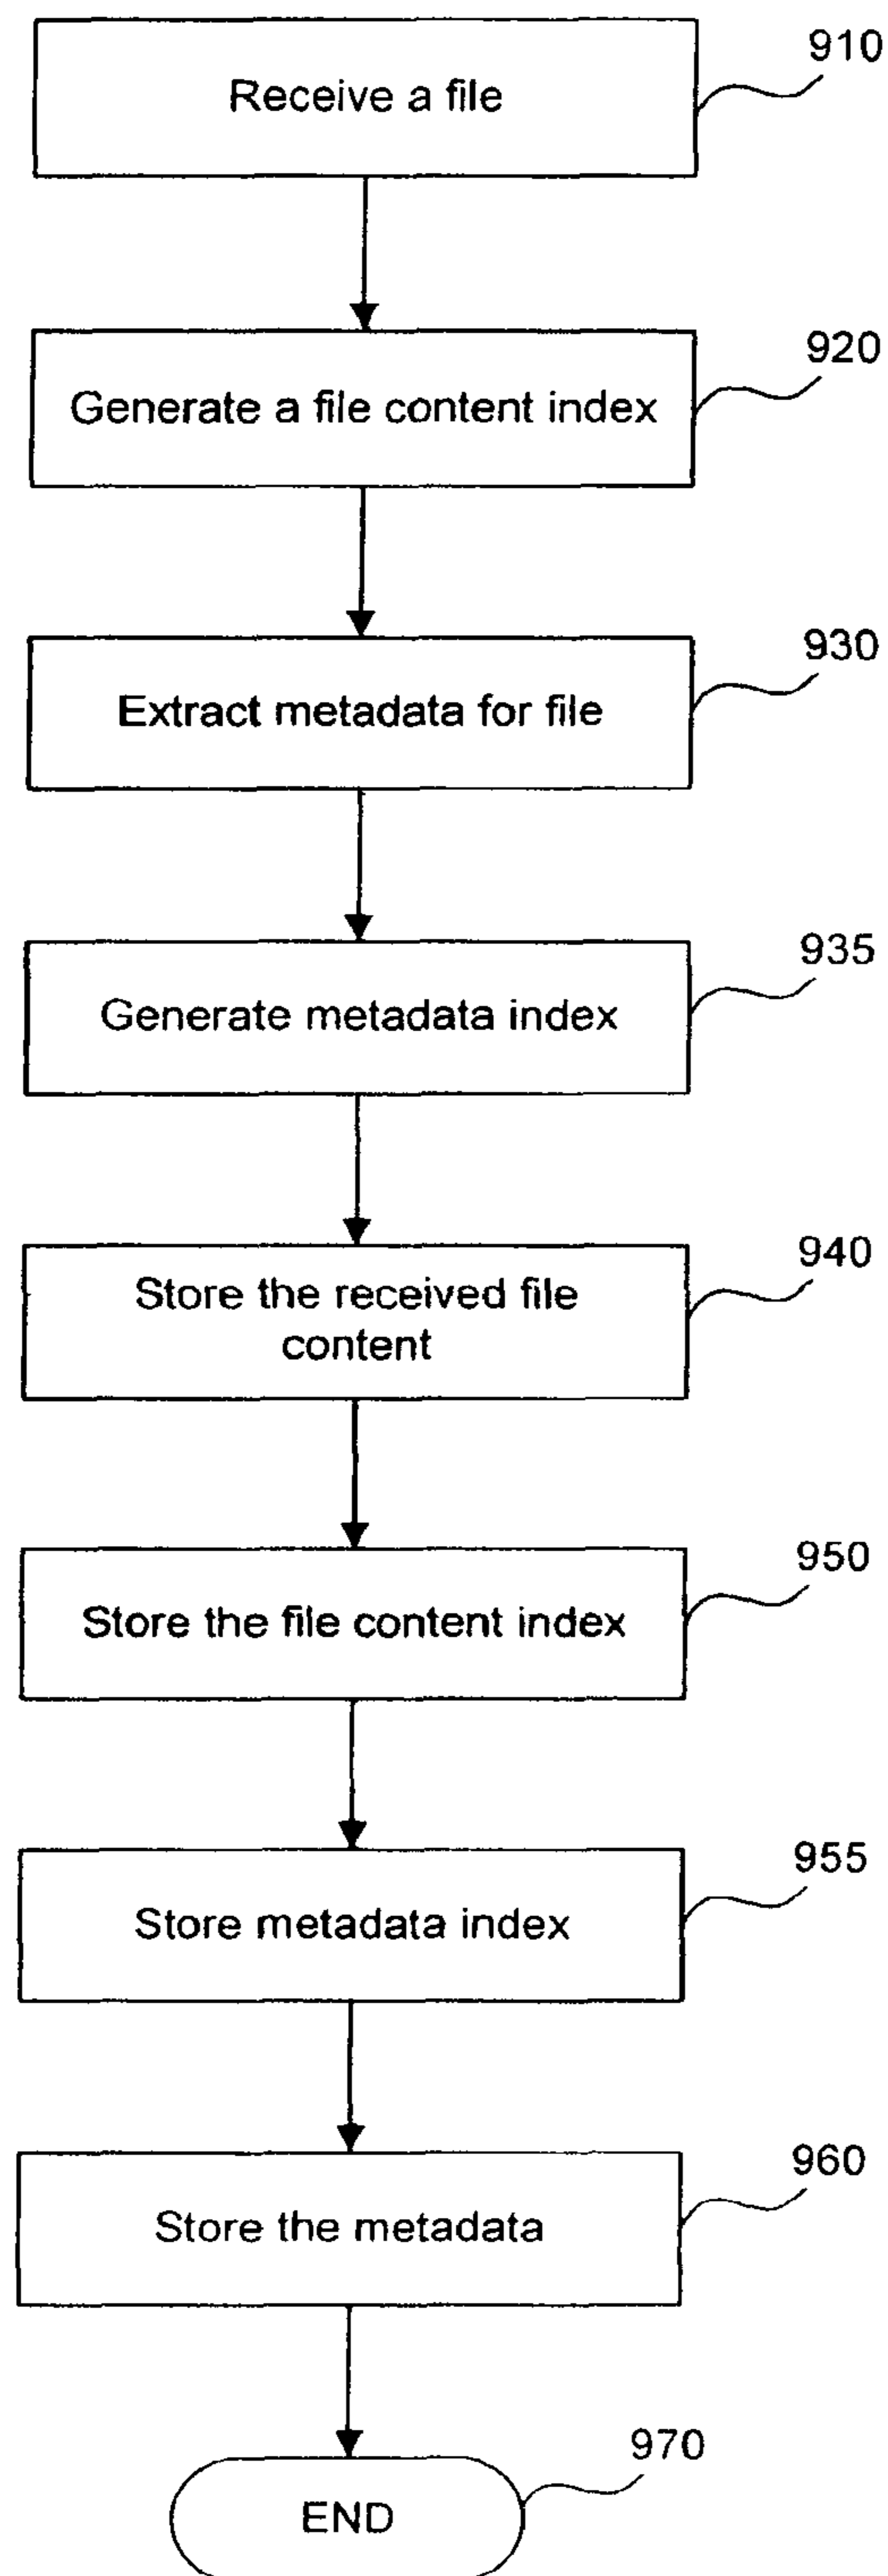 910
Receive a file
920
Generate a file content index
930
Extract metadata for file
935
Generate metadata index
940
Store the received file
content
950
Store the file content index
955
Store metadata index
960
Store the metadata
970
END